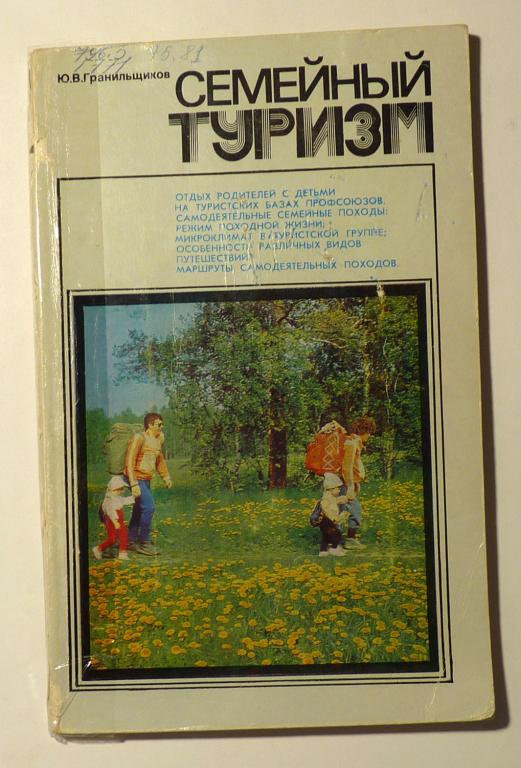 Ю.В.Гранильщиков
СЕМЕЙНЫЙ
ТУРИЗМ
ОТДЫХ РОДИТЕЛЕЙ С ДЕТЬМИ
НА ТУРИСТСКИХ БАЗАХ ПРОФСОЮЗОВ.
САМОДЕЯТЕЛЬНЫЕ СЕМЕЙНЫЕ ПОХОДЫ:
РЕЖИМ ПОХОДНОЙ ЖИЗНИ;
МИКРОКЛИМАТ В ТУРИСТСКОЙ ГРУППЕ;
ОСОБЕННОСТИ РАЗЛИЧНЫХ ВИДОВ
ПУТЕШЕСТВИЙ.
МАРШРУТЫ САМОДЕЯТЕЛЬНЫХ ПОХОДОВ.